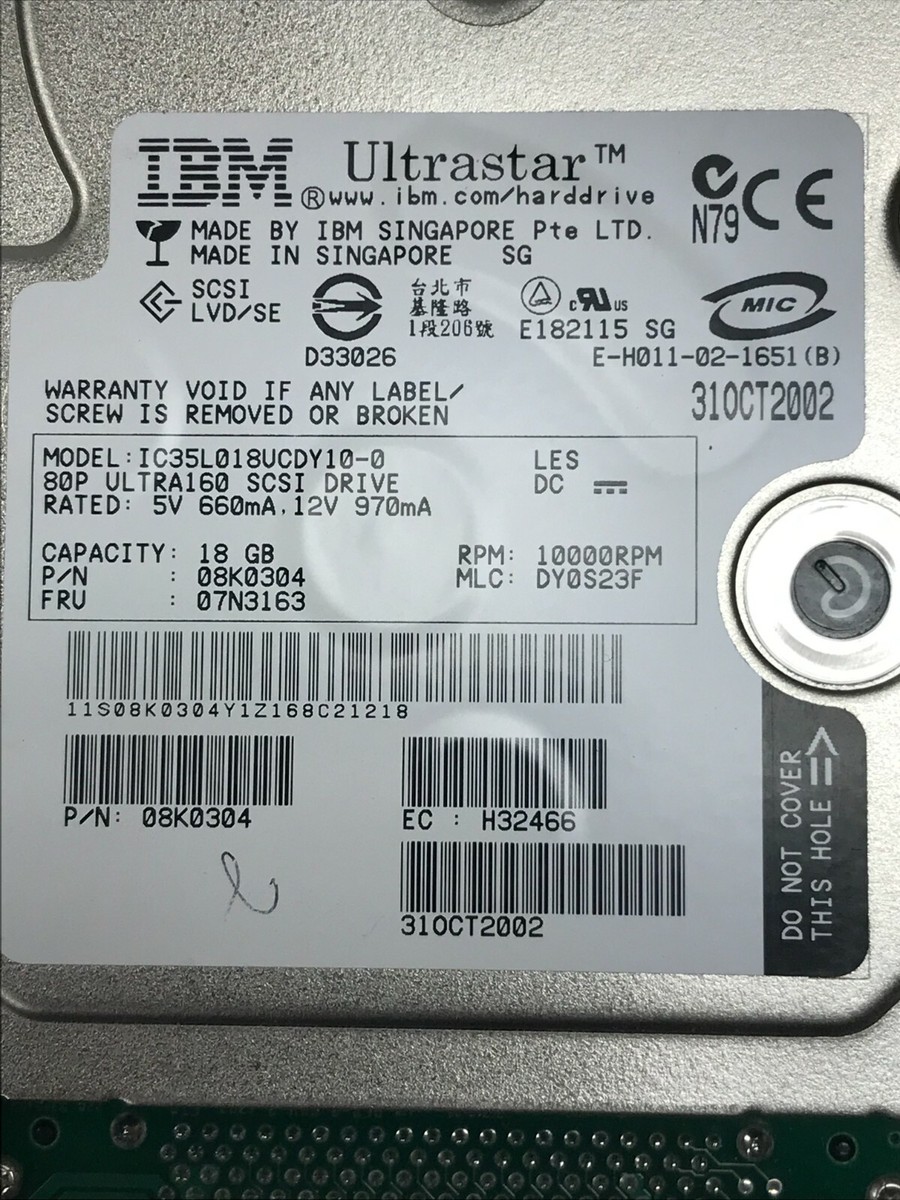 IBM® Ultrastar™
www.ibm.com/harddrive
N79 CE
MADE BY IBM SINGAPORE Pte LTD.
MADE IN SINGAPORE SG
SCSI
LVD/SE
D33026
台北市
基隆路
1段206號
c RU us
E182115 SG
MIC
E-H011-02-1651(B)
WARRANTY VOID IF ANY LABEL/
SCREW IS REMOVED OR BROKEN
31OCT2002
MODEL:IC35L018UCDY10-0 LES
80P ULTRA160 SCSI DRIVE DC
RATED: 5V 660mA,12V 970mA
CAPACITY: 18 GB RPM: 10000RPM
P/N : 08K0304 MLC: DY0S23F
FRU : 07N3163
11S08K0304Y1Z168C21218
P/N: 08K0304
EC : H32466
31OCT2002
DO NOT COVER
THIS HOLE